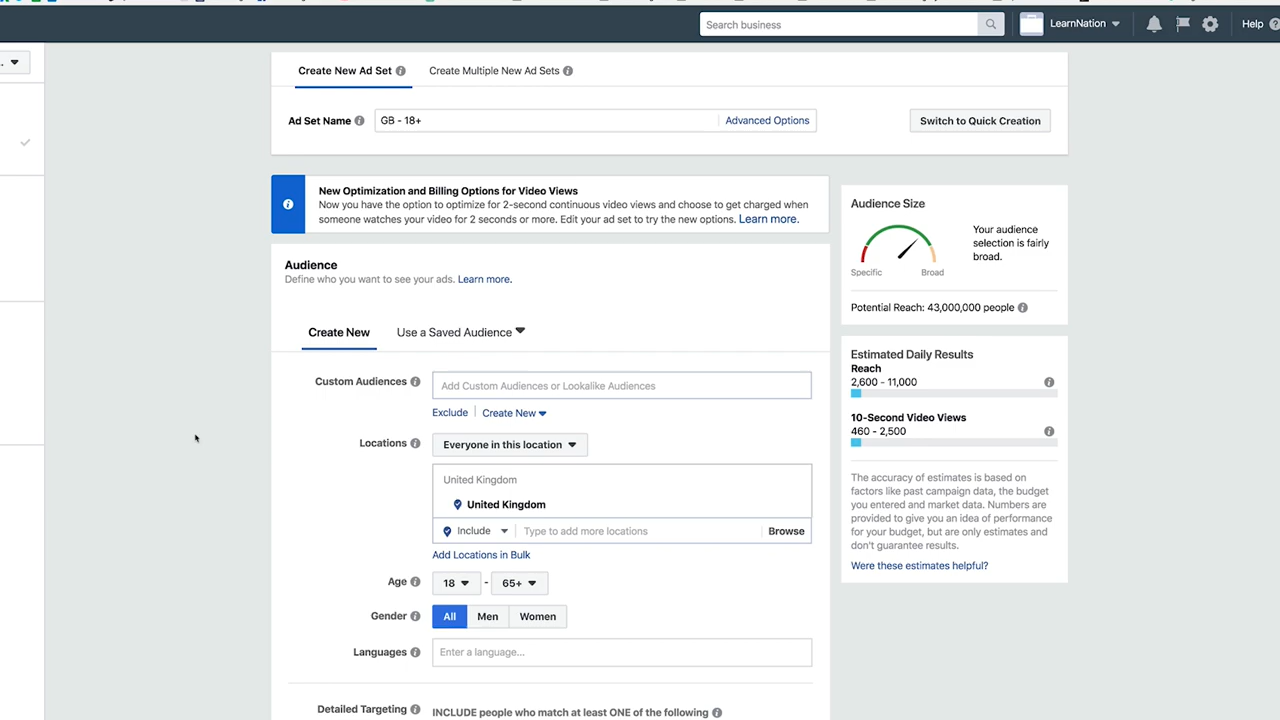 Search business
LearnNation
Help
Create New Ad Set
Create Multiple New Ad Sets
Ad Set Name
GB - 18+
Advanced Options
Switch to Quick Creation
New Optimization and Billing Options for Video Views
Now you have the option to optimize for 2-second continuous video views and choose to get charged when
someone watches your video for 2 seconds or more. Edit your ad set to try the new options. Learn more.
Audience
Define who you want to see your ads. Learn more.
Create New
Use a Saved Audience
Custom Audiences
Add Custom Audiences or Lookalike Audiences
Exclude
Create New
Locations
Everyone in this location
United Kingdom
United Kingdom
Include
Type to add more locations
Browse
Add Locations in Bulk
Age
18 - 65+
Gender
All
Men
Women
Languages
Enter a language...
Detailed Targeting
INCLUDE people who match at least ONE of the following
Audience Size
Your audience
selection is fairly
broad.
Specific
Broad
Potential Reach: 43,000,000 people
Estimated Daily Results
Reach
2,600 - 11,000
10-Second Video Views
460 - 2,500
The accuracy of estimates is based on
factors like past campaign data, the budget
you entered and market data. Numbers are
provided to give you an idea of performance
for your budget, but are only estimates and
don't guarantee results.
Were these estimates helpful?